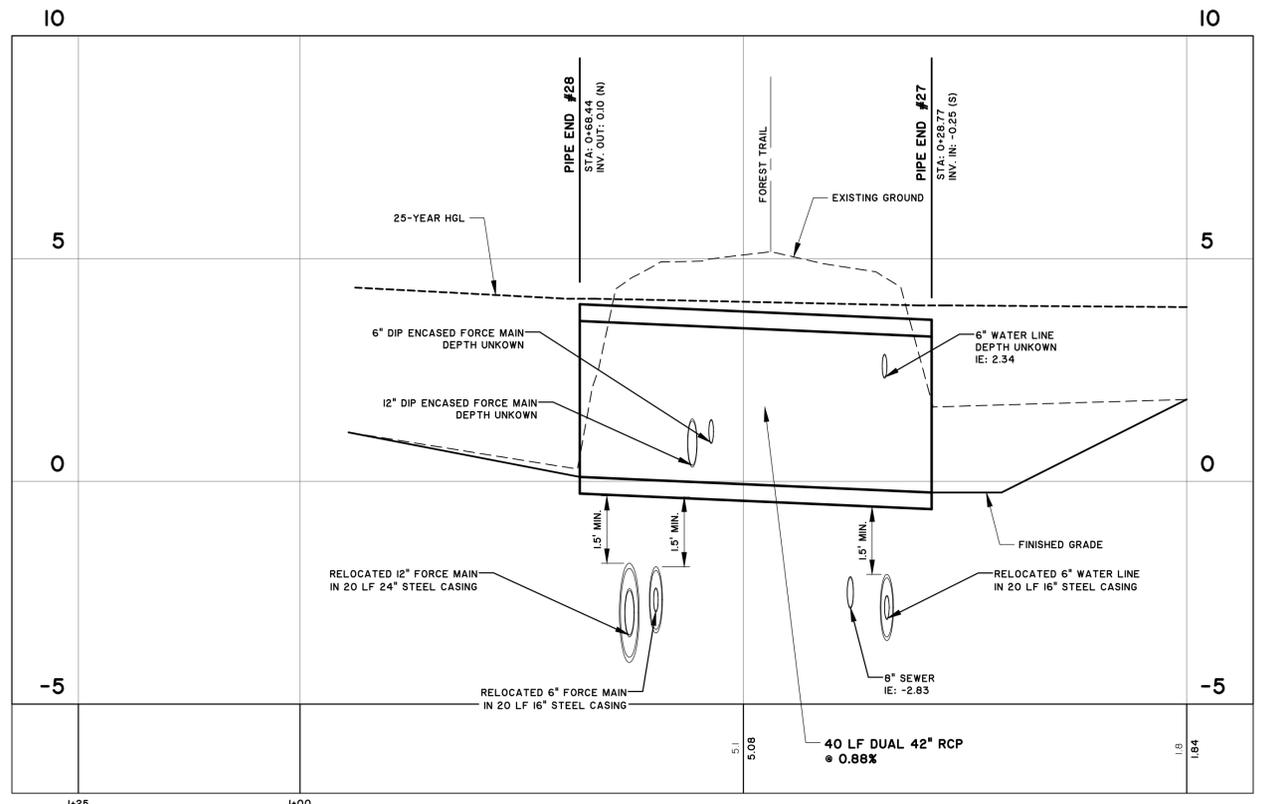 10
10
PIPE END #28
STA: 0+68.44
INV. OUT: 0.10 (N)
FOREST TRAIL
PIPE END #27
STA: 0+28.77
INV. IN: -0.25 (S)
EXISTING GROUND
25-YEAR HGL
5
5
6" DIP ENCASED FORCE MAIN
DEPTH UNKOWN
6" WATER LINE
DEPTH UNKOWN
IE: 2.34
12" DIP ENCASED FORCE MAIN
DEPTH UNKOWN
0
0
1.5' MIN.
1.5' MIN.
1.5' MIN.
FINISHED GRADE
RELOCATED 12" FORCE MAIN
IN 20 LF 24" STEEL CASING
RELOCATED 6" WATER LINE
IN 20 LF 16" STEEL CASING
8" SEWER
IE: -2.83
RELOCATED 6" FORCE MAIN
IN 20 LF 16" STEEL CASING
-5
-5
5.1
5.08
40 LF DUAL 42" RCP
@ 0.88%
1.8
1.84
1+25
1+00